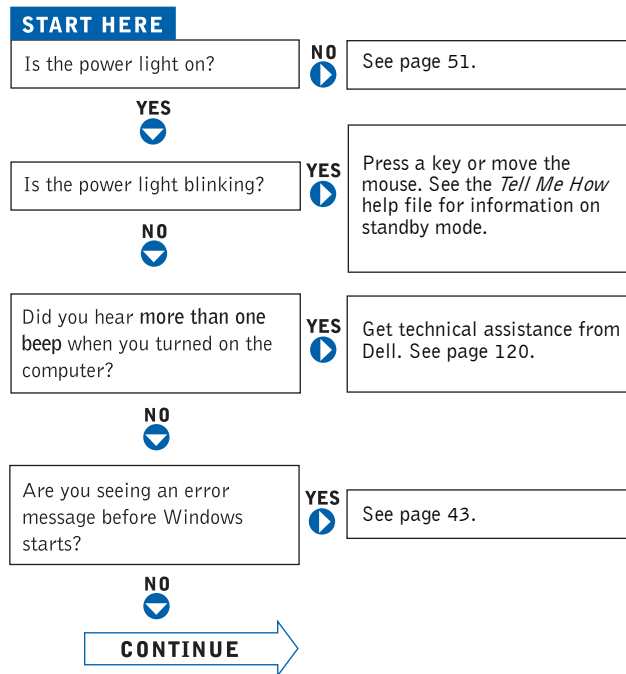 START HERE
Is the power light on?
NO
See page 51.
YES
Is the power light blinking?
YES
Press a key or move the
mouse. See the Tell Me How
help file for information on
standby mode.
NO
Did you hear more than one
beep when you turned on the
computer?
YES
Get technical assistance from
Dell. See page 120.
NO
Are you seeing an error
message before Windows
starts?
YES
See page 43.
NO
CONTINUE